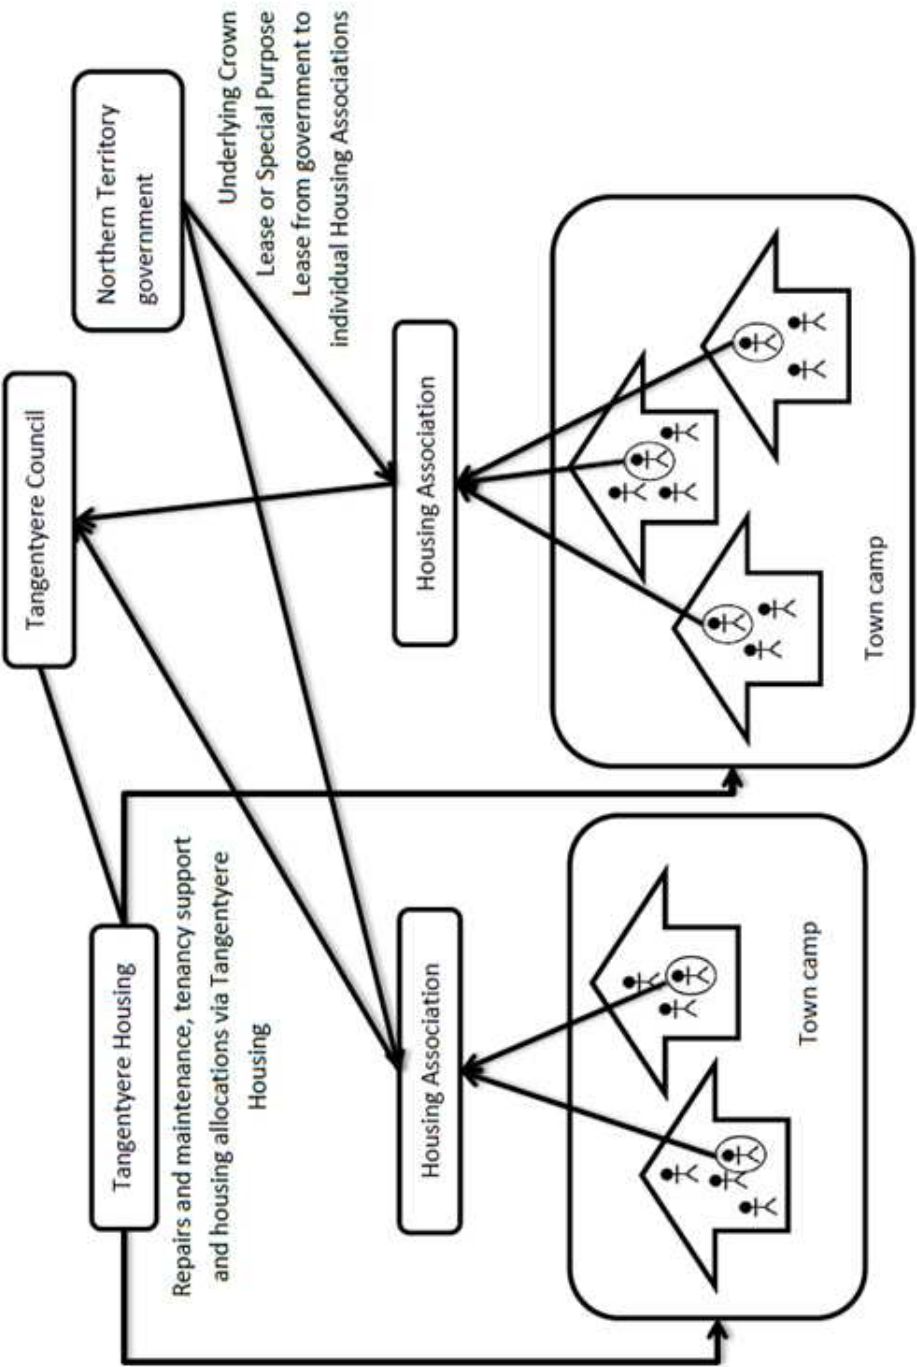 Tangentyere Council
Northern Territory
government
Tangentyere Housing
Underlying Crown
Lease or Special Purpose
Lease from government to
individual Housing Associations
Repairs and maintenance, tenancy support
and housing allocations via Tangentyere
Housing
Housing Association
Housing Association
Town camp
Town camp